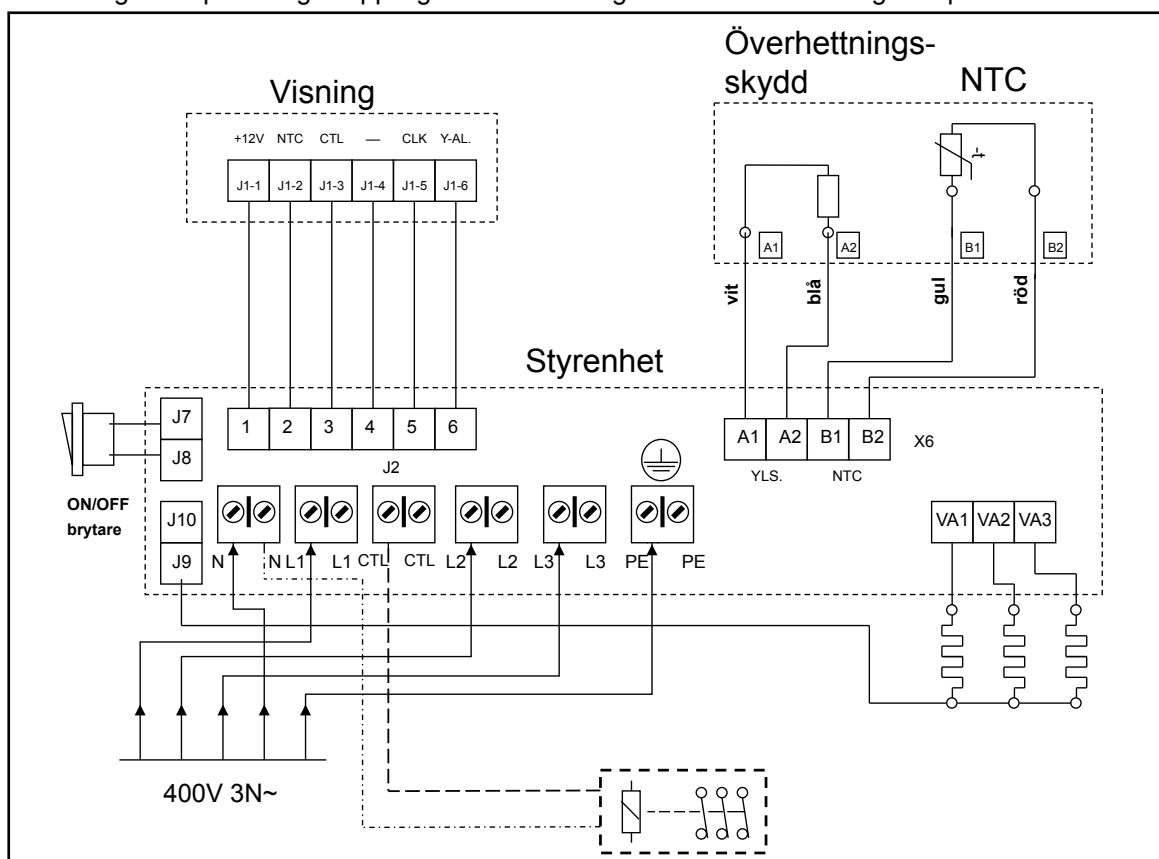 Överhettnings-
skydd
NTC
Visning
+12V NTC CTL — CLK Y-AL.
J1-1 J1-2 J1-3 J1-4 J1-5 J1-6
-t
A1 A2 B1 B2
vit
blå
gul
röd
Styrenhet
J7
J8
1 2 3 4 5 6
J2
A1 A2 B1 B2 X6
YLS. NTC
ON/OFF
brytare
J10
J9
N N L1 L1 CTL CTL L2 L2 L3 L3 PE PE
VA1 VA2 VA3
400V 3N~